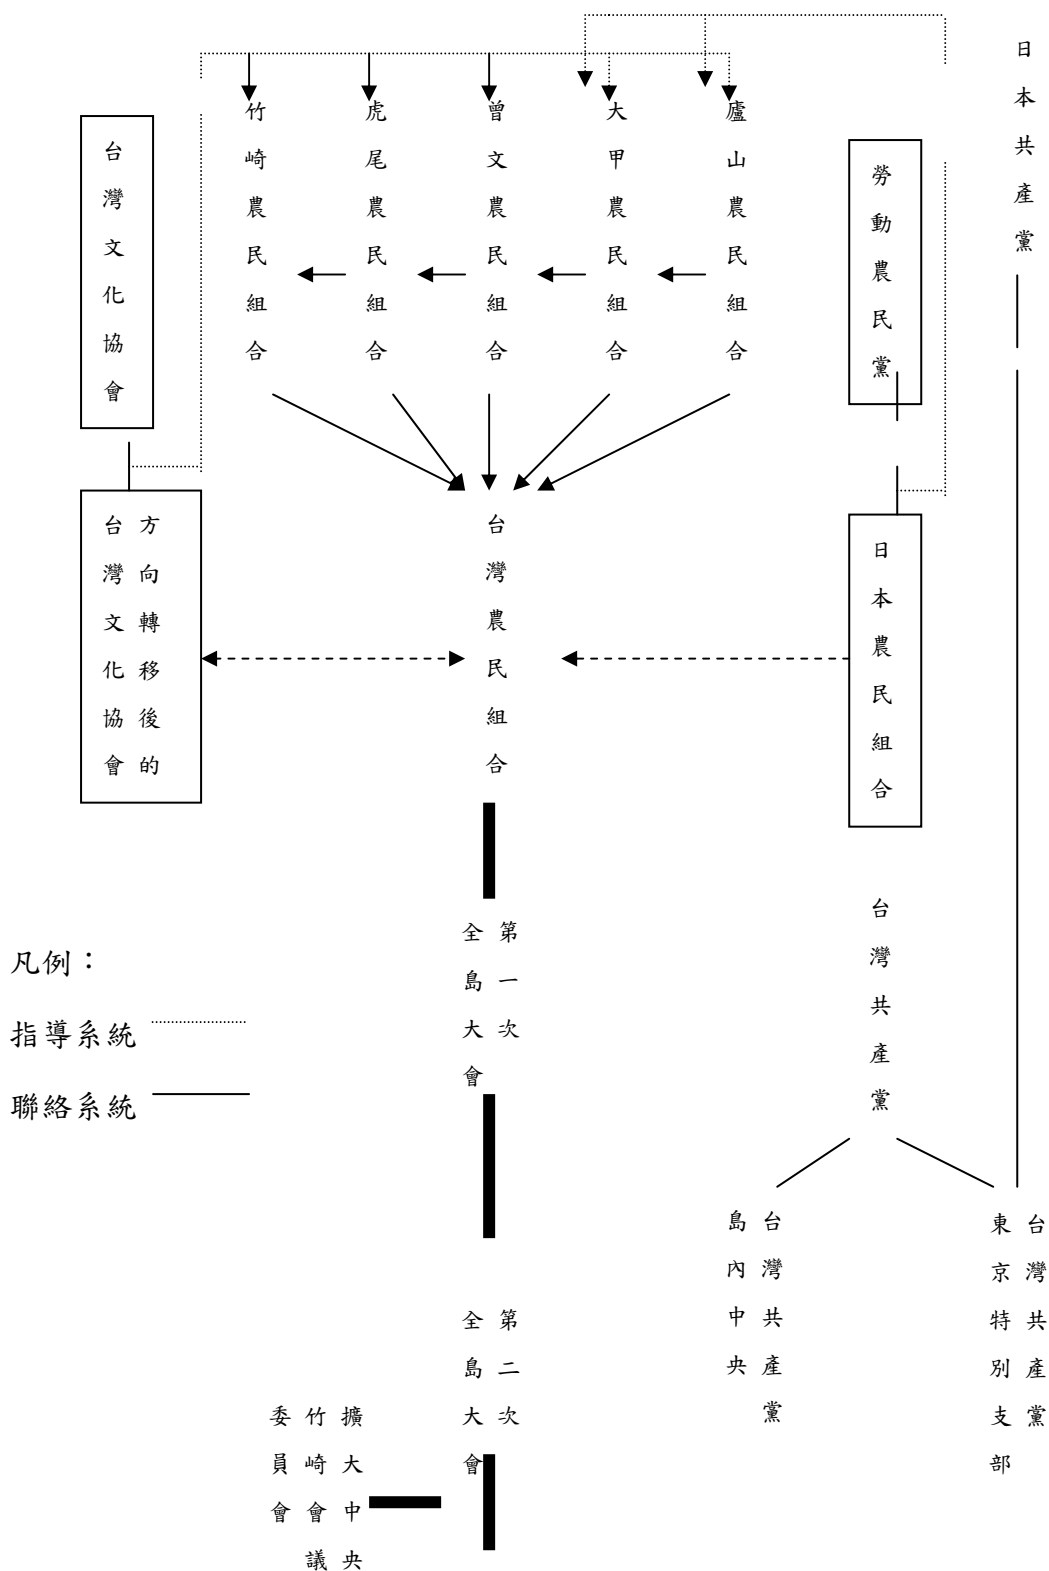 日本共產黨
勞動農民黨
廬山農民組合
大甲農民組合
曾文農民組合
虎尾農民組合
竹崎農民組合
台灣文化協會
日本農民組合
台灣農民組合
方向轉移後的
台灣文化協會
台灣共產黨
第一次
全島大會
凡例：
指導系統
聯絡系統
台灣共產黨
東京特別支部
台灣共產黨
島內中央
第二次
全島大會
擴大中央
竹崎會議
委員會